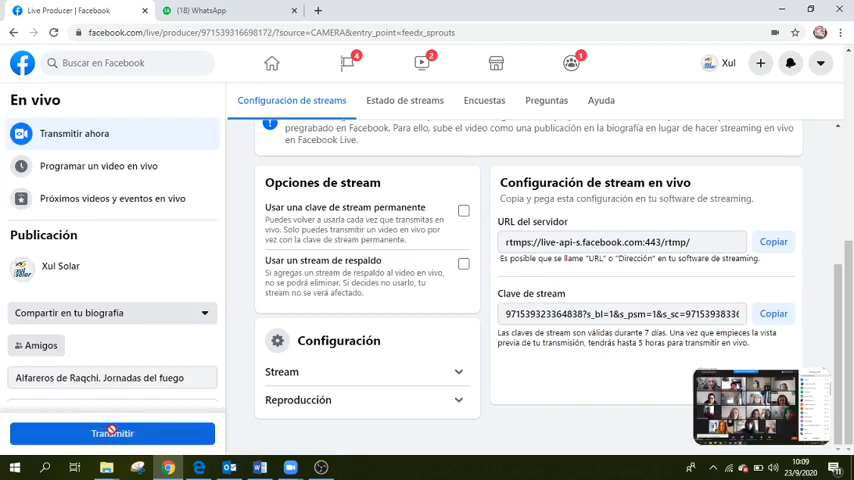 Live Producer | Facebook
(18) WhatsApp
facebook.com/live/producer/971539316698172/?source=CAMERA&entry_point=feedx_sprouts
Buscar en Facebook
4
2
1
Xul
En vivo
Transmitir ahora
Programar un video en vivo
Próximos videos y eventos en vivo
Publicación
Xul Solar
Compartir en tu biografía
Amigos
Alfareros de Raqchi. Jornadas del fuego
Transmitir
Configuración de streams
Estado de streams
Encuestas
Preguntas
Ayuda
pregrabado en Facebook. Para ello, sube el video como una publicación en la biografía en lugar de hacer streaming en vivo
en Facebook Live.
Opciones de stream
Usar una clave de stream permanente
Puedes volver a usarla cada vez que transmitas en
vivo. Solo puedes transmitir un video en vivo por
vez con la clave de stream permanente.
Usar un stream de respaldo
Si agregas un stream de respaldo al video en vivo,
no se podrá eliminar. Si decides no usarlo, tu
stream no se verá afectado.
Configuración
Stream
Reproducción
Configuración de stream en vivo
Copia y pega esta configuración en tu software de streaming.
URL del servidor
rtmps://live-api-s.facebook.com:443/rtmp/
Copiar
Es posible que se llame "URL" o "Dirección" en tu software de streaming.
Clave de stream
971539323364838?s_bl=1&s_psm=1&s_sc=97153983336
Copiar
Las claves de stream son válidas durante 7 días. Una vez que empieces la vista
previa de tu transmisión, tendrás hasta 5 horas para transmitir en vivo.
10:09
23/9/2020